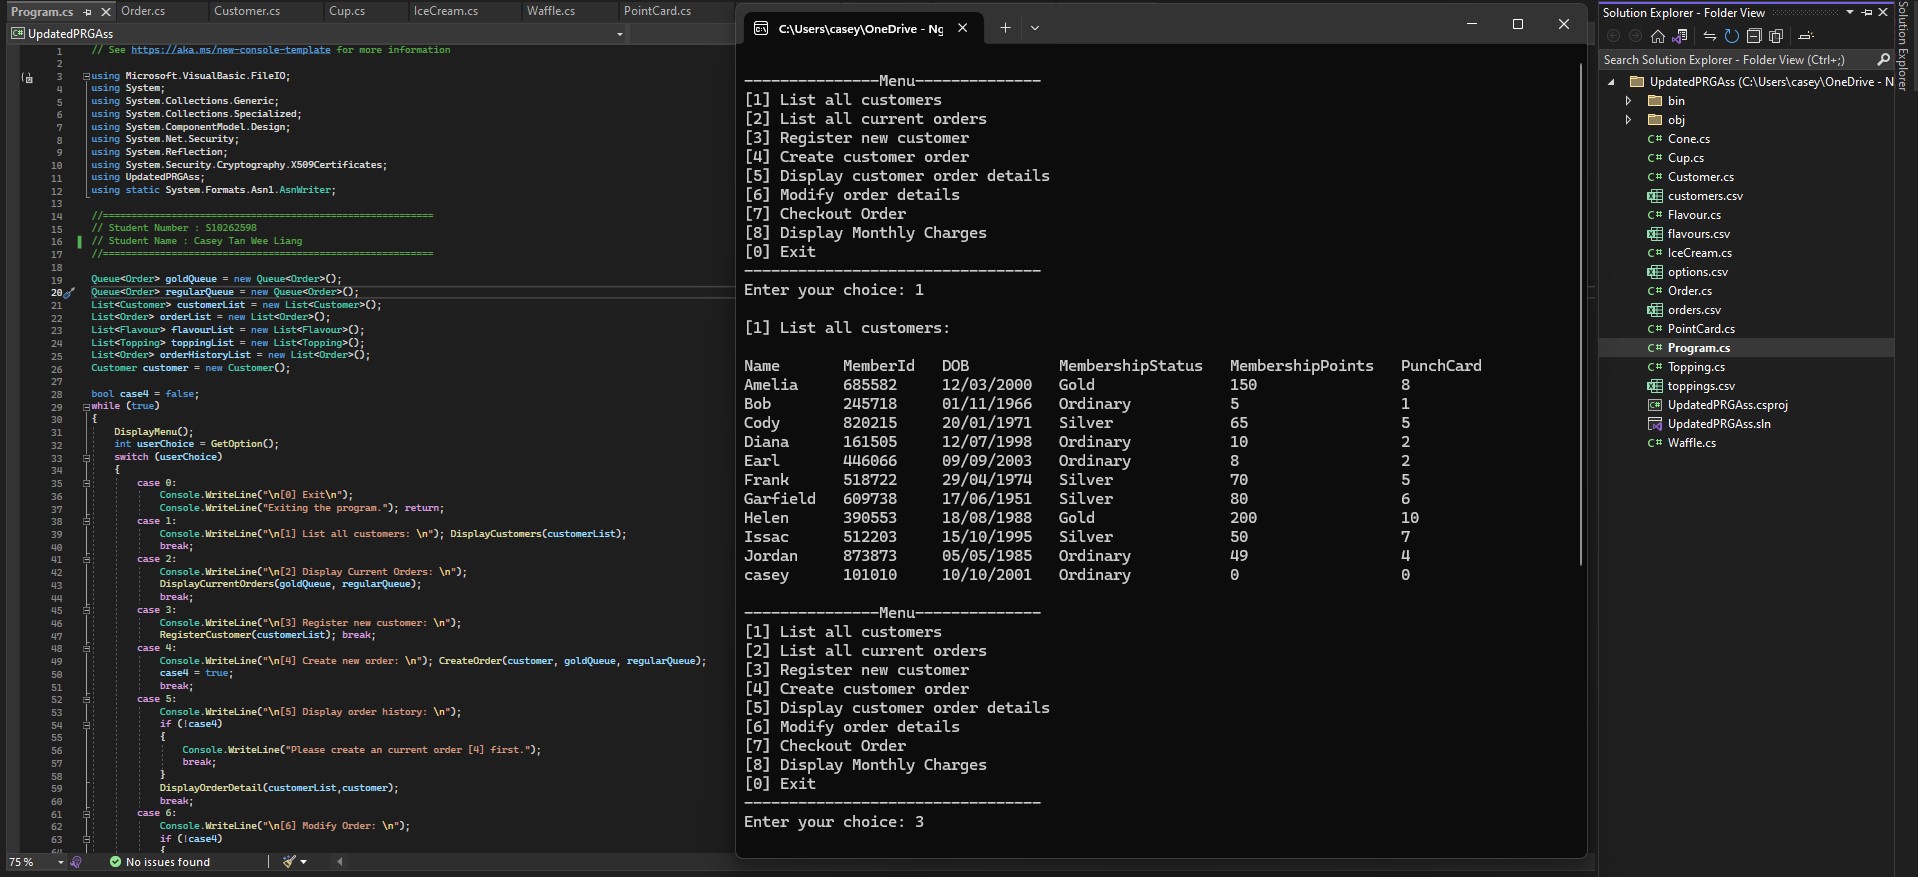 Program.cs
Order.cs
Customer.cs
Cup.cs
IceCream.cs
Waffle.cs
PointCard.cs
UpdatedPRGAss
1 // See https://aka.ms/new-console-template for more information
2
3 using Microsoft.VisualBasic.FileIO;
4 using System;
5 using System.Collections.Generic;
6 using System.Collections.Specialized;
7 using System.ComponentModel.Design;
8 using System.Net.Security;
9 using System.Reflection;
10 using System.Security.Cryptography.X509Certificates;
11 using UpdatedPRGAss;
12 using static System.Formats.Asn1.AsnWriter;
13
14 //==========================================================
15 // Student Number : S10262598
16 // Student Name : Casey Tan Wee Liang
17 //==========================================================
18
19 Queue<Order> goldQueue = new Queue<Order>();
20 Queue<Order> regularQueue = new Queue<Order>();
21 List<Customer> customerList = new List<Customer>();
22 List<Order> orderList = new List<Order>();
23 List<Flavour> flavourList = new List<Flavour>();
24 List<Topping> toppingList = new List<Topping>();
25 List<Order> orderHistoryList = new List<Order>();
26 Customer customer = new Customer();
27
28 bool case4 = false;
29 while (true)
30 {
31 DisplayMenu();
32 int userChoice = GetOption();
33 switch (userChoice)
34 {
35 case 0:
36 Console.WriteLine("\n[0] Exit\n");
37 Console.WriteLine("Exiting the program."); return;
38 case 1:
39 Console.WriteLine("\n[1] List all customers: \n"); DisplayCustomers(customerList);
40 break;
41 case 2:
42 Console.WriteLine("\n[2] Display Current Orders: \n");
43 DisplayCurrentOrders(goldQueue, regularQueue);
44 break;
45 case 3:
46 Console.WriteLine("\n[3] Register new customer: \n");
47 RegisterCustomer(customerList); break;
48 case 4:
49 Console.WriteLine("\n[4] Create new order: \n"); CreateOrder(customer, goldQueue, regularQueue);
50 case4 = true;
51 break;
52 case 5:
53 Console.WriteLine("\n[5] Display order history: \n");
54 if (!case4)
55 {
56 Console.WriteLine("Please create an current order [4] first.");
57 break;
58 }
59 DisplayOrderDetail(customerList,customer);
60 break;
61 case 6:
62 Console.WriteLine("\n[6] Modify Order: \n");
63 if (!case4)
{
75 %
No issues found
C:\Users\casey\OneDrive - Ng
---------------Menu--------------
[1] List all customers
[2] List all current orders
[3] Register new customer
[4] Create customer order
[5] Display customer order details
[6] Modify order details
[7] Checkout Order
[8] Display Monthly Charges
[0] Exit
---------------------------------
Enter your choice: 1
[1] List all customers:
Name MemberId DOB MembershipStatus MembershipPoints PunchCard
Amelia 685582 12/03/2000 Gold 150 8
Bob 245718 01/11/1966 Ordinary 5 1
Cody 820215 20/01/1971 Silver 65 5
Diana 161505 12/07/1998 Ordinary 10 2
Earl 446066 09/09/2003 Ordinary 8 2
Frank 518722 29/04/1974 Silver 70 5
Garfield 609738 17/06/1951 Silver 80 6
Helen 390553 18/08/1988 Gold 200 10
Issac 512203 15/10/1995 Silver 50 7
Jordan 873873 05/05/1985 Ordinary 49 4
casey 101010 10/10/2001 Ordinary 0 0
---------------Menu--------------
[1] List all customers
[2] List all current orders
[3] Register new customer
[4] Create customer order
[5] Display customer order details
[6] Modify order details
[7] Checkout Order
[8] Display Monthly Charges
[0] Exit
---------------------------------
Enter your choice: 3
Solution Explorer - Folder View
Search Solution Explorer - Folder View (Ctrl+;)
UpdatedPRGAss (C:\Users\casey\OneDrive - N
bin
obj
C# Cone.cs
C# Cup.cs
C# Customer.cs
customers.csv
C# Flavour.cs
flavours.csv
C# IceCream.cs
options.csv
C# Order.cs
orders.csv
C# PointCard.cs
C# Program.cs
C# Topping.cs
toppings.csv
UpdatedPRGAss.csproj
UpdatedPRGAss.sln
C# Waffle.cs
Solution Explorer